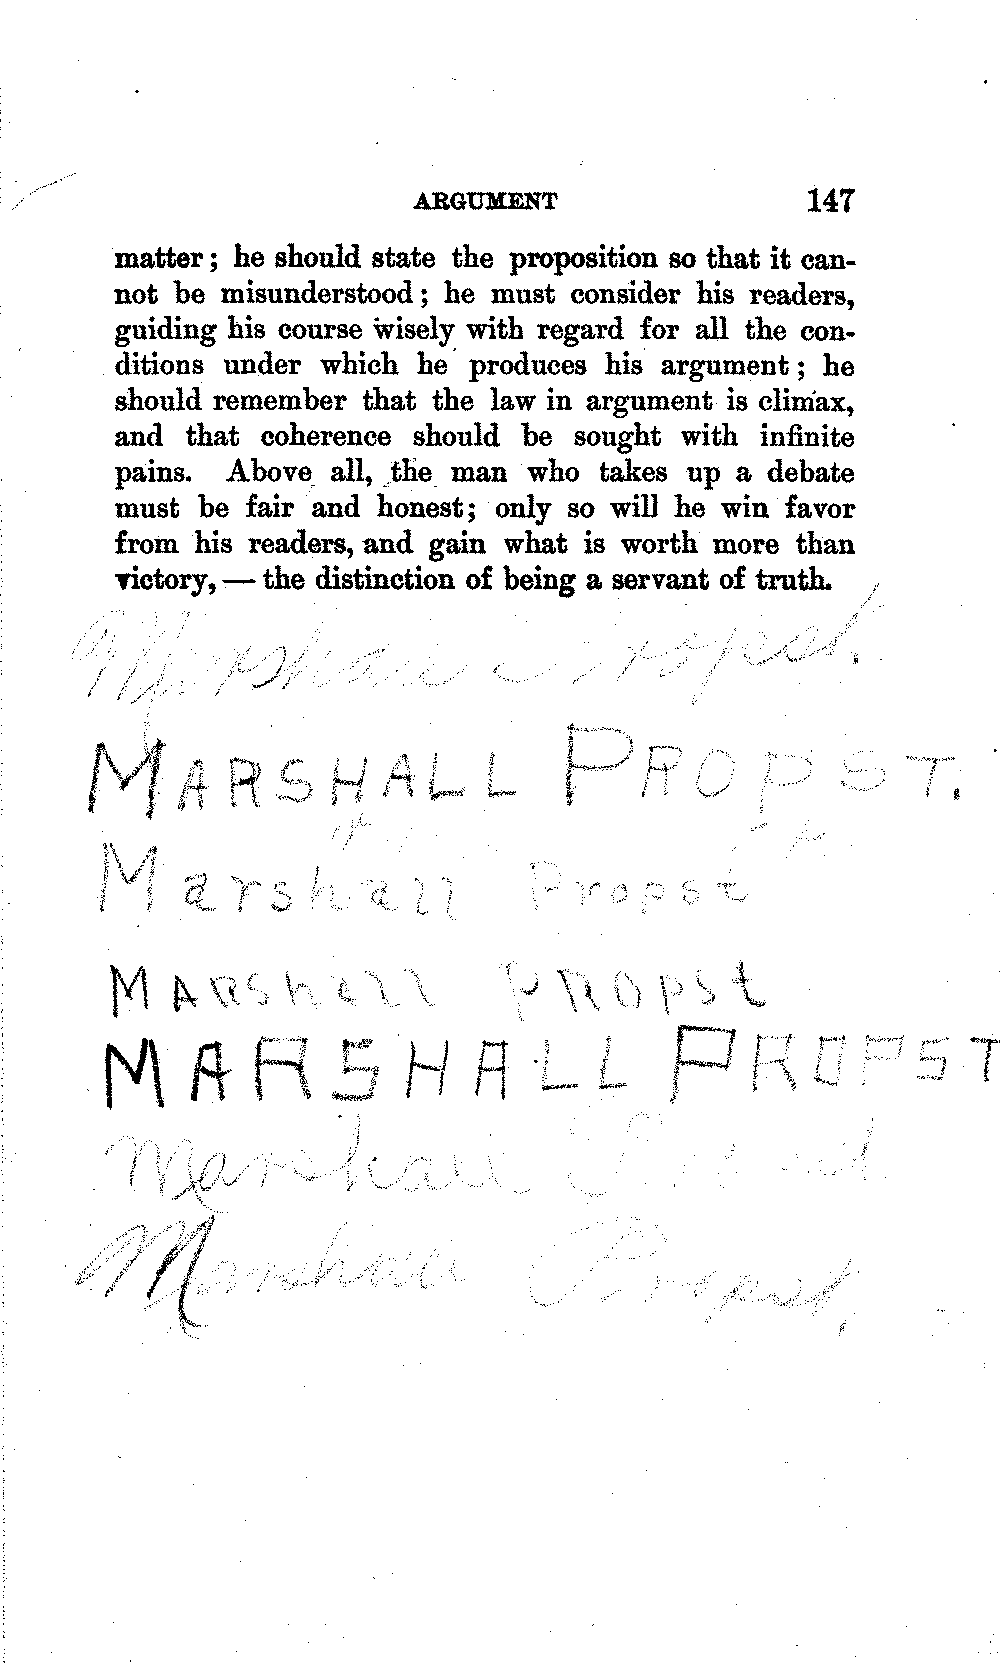 ARGUMENT 147
matter; he should state the proposition so that it can-
not be misunderstood; he must consider his readers,
guiding his course wisely with regard for all the con-
ditions under which he produces his argument; he
should remember that the law in argument is climax,
and that coherence should be sought with infinite
pains. Above all, the man who takes up a debate
must be fair and honest; only so will he win favor
from his readers, and gain what is worth more than
victory, — the distinction of being a servant of truth.
Marshall Propst.
MARSHALL PROPST.
Marshall Propst
MARShall PROPst
MARSHALL PROPST
Marshall
Marshall Propst.